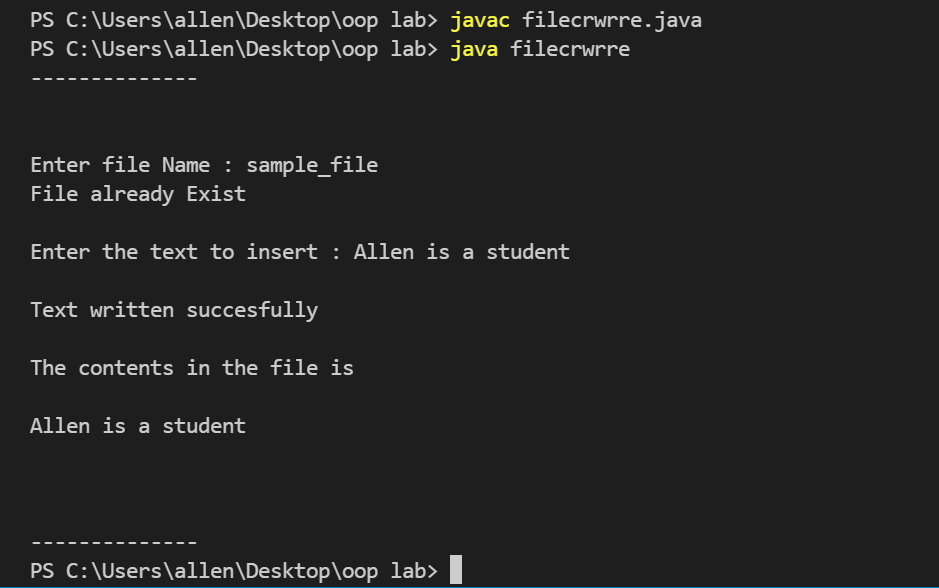 PS C:\Users\allen\Desktop\oop lab> javac filecrwrre.java
PS C:\Users\allen\Desktop\oop lab> java filecrwrre
--------------
Enter file Name : sample_file
File already Exist
Enter the text to insert : Allen is a student
Text written succesfully
The contents in the file is
Allen is a student
--------------
PS C:\Users\allen\Desktop\oop lab>